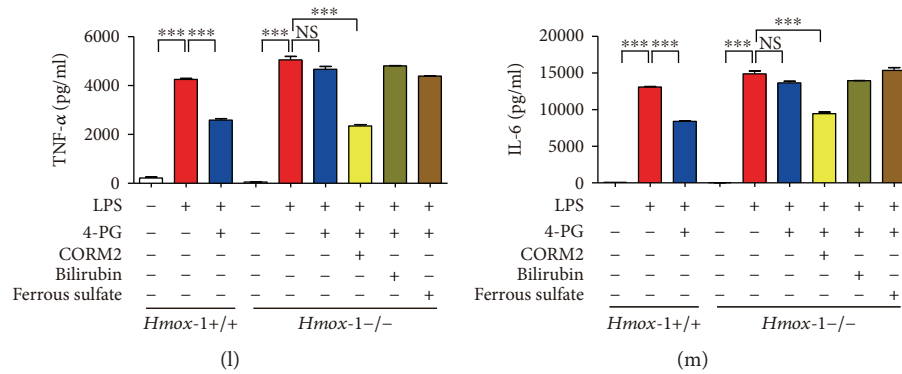 *** *** *** NS ***
6000
4000
2000
0
TNF-α (pg/ml)
LPS – + + – + + + + +
4-PG – – + – – + + + +
CORM2 – – – – – – + – –
Bilirubin – – – – – – – + –
Ferrous sulfate – – – – – – – – +
Hmox-1+/+ Hmox-1−/−
(l)
*** *** *** NS ***
20000
15000
10000
5000
0
IL-6 (pg/ml)
LPS – + + – + + + + +
4-PG – – + – – + + + +
CORM2 – – – – – – + – –
Bilirubin – – – – – – – + –
Ferrous sulfate – – – – – – – – +
Hmox-1+/+ Hmox-1−/−
(m)